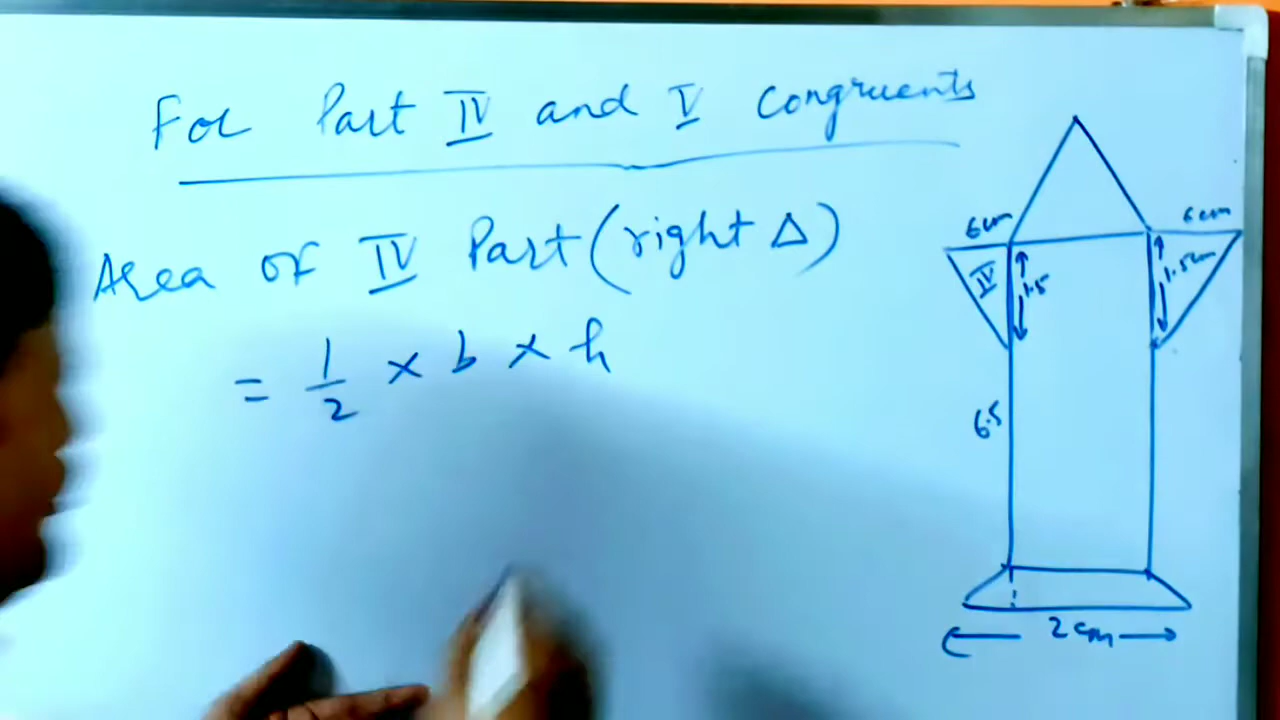 For Part IV and V congruents
Area of IV Part (right Δ)
= 1/2 × b × h
6cm
6cm
IV
1.5
1.5cm
6.5
2cm